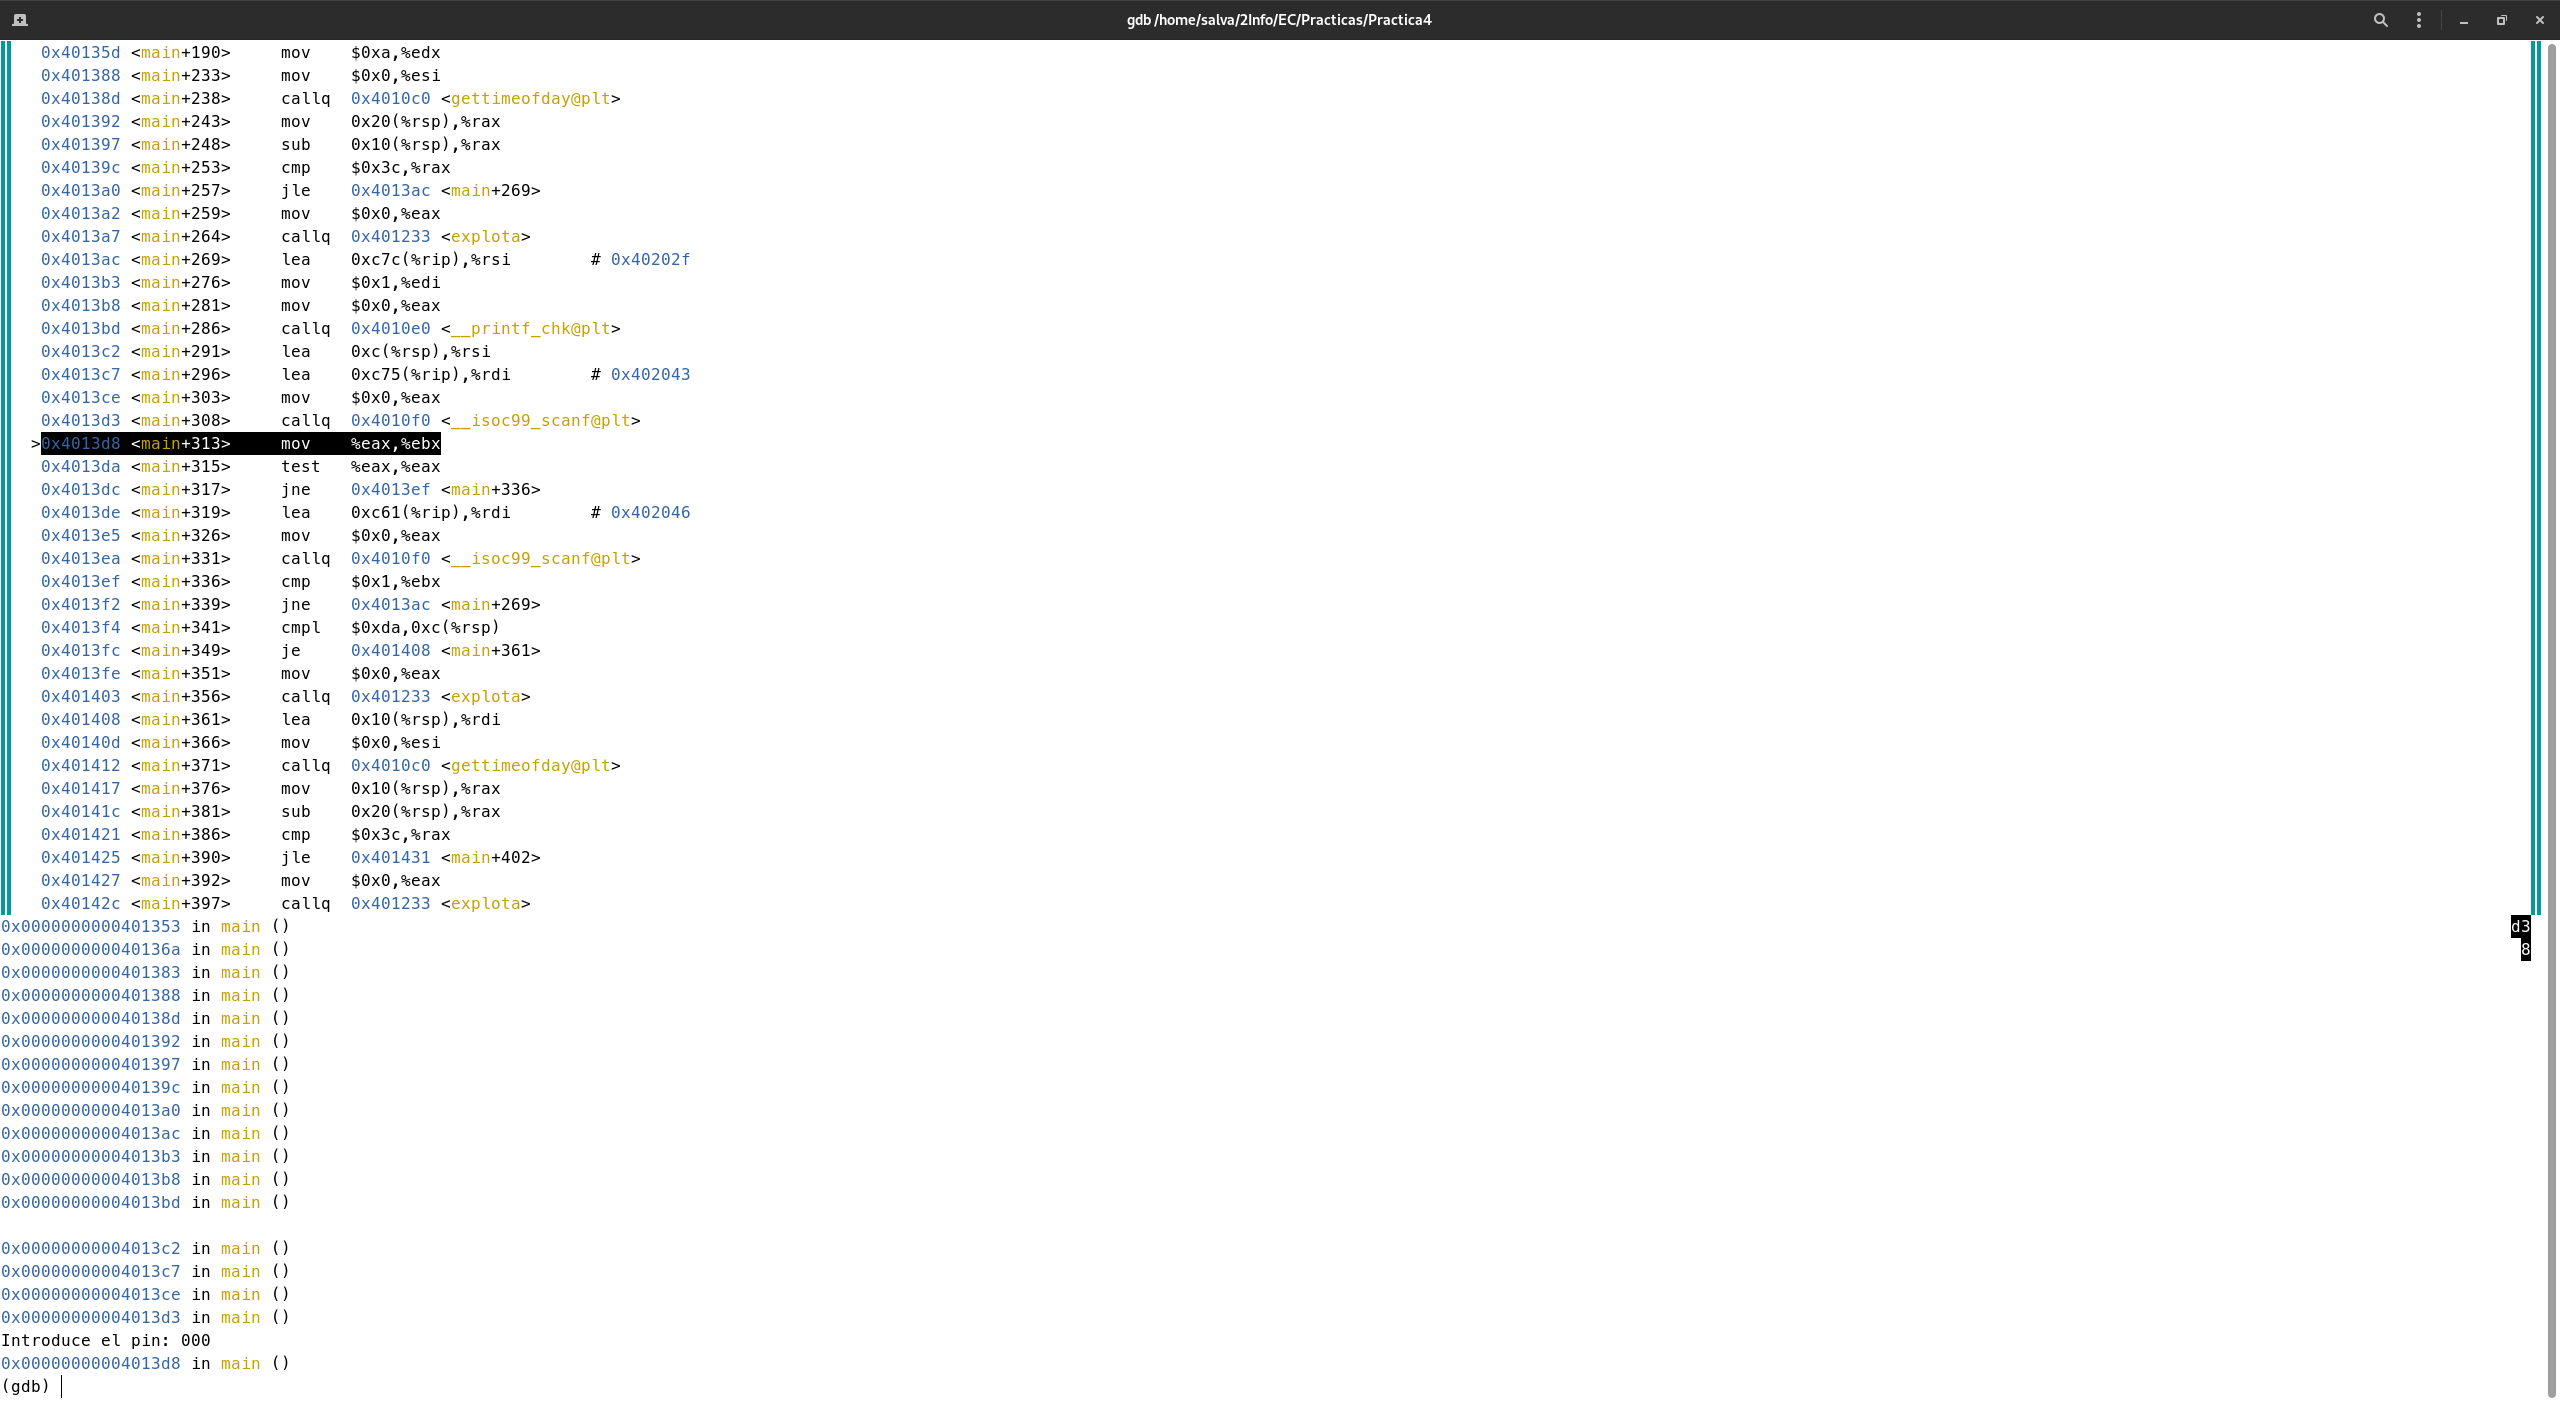 gdb /home/salva/2Info/EC/Practicas/Practica4
0x40135d <main+190>     mov    $0xa,%edx
0x401388 <main+233>     mov    $0x0,%esi
0x40138d <main+238>     callq  0x4010c0 <gettimeofday@plt>
0x401392 <main+243>     mov    0x20(%rsp),%rax
0x401397 <main+248>     sub    0x10(%rsp),%rax
0x40139c <main+253>     cmp    $0x3c,%rax
0x4013a0 <main+257>     jle    0x4013ac <main+269>
0x4013a2 <main+259>     mov    $0x0,%eax
0x4013a7 <main+264>     callq  0x401233 <explota>
0x4013ac <main+269>     lea    0xc7c(%rip),%rsi        # 0x40202f
0x4013b3 <main+276>     mov    $0x1,%edi
0x4013b8 <main+281>     mov    $0x0,%eax
0x4013bd <main+286>     callq  0x4010e0 <__printf_chk@plt>
0x4013c2 <main+291>     lea    0xc(%rsp),%rsi
0x4013c7 <main+296>     lea    0xc75(%rip),%rdi        # 0x402043
0x4013ce <main+303>     mov    $0x0,%eax
0x4013d3 <main+308>     callq  0x4010f0 <__isoc99_scanf@plt>
>0x4013d8 <main+313>     mov    %eax,%ebx
0x4013da <main+315>     test   %eax,%eax
0x4013dc <main+317>     jne    0x4013ef <main+336>
0x4013de <main+319>     lea    0xc61(%rip),%rdi        # 0x402046
0x4013e5 <main+326>     mov    $0x0,%eax
0x4013ea <main+331>     callq  0x4010f0 <__isoc99_scanf@plt>
0x4013ef <main+336>     cmp    $0x1,%ebx
0x4013f2 <main+339>     jne    0x4013ac <main+269>
0x4013f4 <main+341>     cmpl   $0xda,0xc(%rsp)
0x4013fc <main+349>     je     0x401408 <main+361>
0x4013fe <main+351>     mov    $0x0,%eax
0x401403 <main+356>     callq  0x401233 <explota>
0x401408 <main+361>     lea    0x10(%rsp),%rdi
0x40140d <main+366>     mov    $0x0,%esi
0x401412 <main+371>     callq  0x4010c0 <gettimeofday@plt>
0x401417 <main+376>     mov    0x10(%rsp),%rax
0x40141c <main+381>     sub    0x20(%rsp),%rax
0x401421 <main+386>     cmp    $0x3c,%rax
0x401425 <main+390>     jle    0x401431 <main+402>
0x401427 <main+392>     mov    $0x0,%eax
0x40142c <main+397>     callq  0x401233 <explota>
0x0000000000401353 in main () d3
0x000000000040136a in main () 8
0x0000000000401383 in main ()
0x0000000000401388 in main ()
0x000000000040138d in main ()
0x0000000000401392 in main ()
0x0000000000401397 in main ()
0x000000000040139c in main ()
0x00000000004013a0 in main ()
0x00000000004013ac in main ()
0x00000000004013b3 in main ()
0x00000000004013b8 in main ()
0x00000000004013bd in main ()
0x00000000004013c2 in main ()
0x00000000004013c7 in main ()
0x00000000004013ce in main ()
0x00000000004013d3 in main ()
Introduce el pin: 000
0x00000000004013d8 in main ()
(gdb)